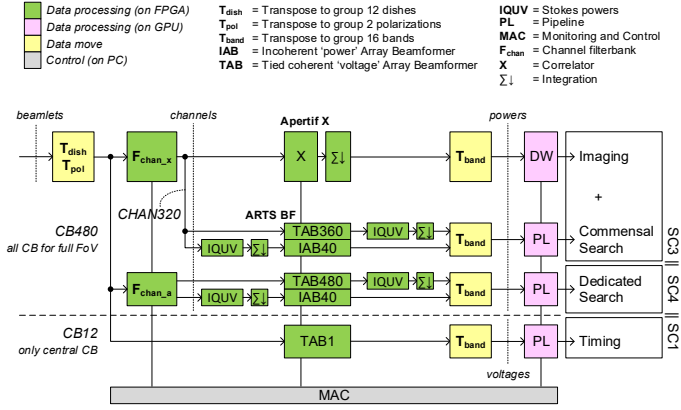 Data processing (on FPGA)
Data processing (on GPU)
Data move
Control (on PC)
Tdish = Transpose to group 12 dishes
Tpol = Transpose to group 2 polarizations
Tband = Transpose to group 16 bands
IAB = Incoherent ‘power’ Array Beamformer
TAB = Tied coherent ‘voltage’ Array Beamformer
IQUV = Stokes powers
PL = Pipeline
MAC = Monitoring and Control
Fchan = Channel filterbank
X = Correlator
Σ↓ = Integration
beamlets
channels
Apertif X
powers
Tdish
Tpol
Fchan_x
X
Σ↓
Tband
DW
Imaging
+
CHAN320
ARTS BF
CB480
all CB for full FoV
TAB360
IQUV
Σ↓
IQUV
Σ↓
IAB40
Tband
PL
Commensal
Search
SC3
Fchan_a
TAB480
IQUV
Σ↓
IQUV
Σ↓
IAB40
Tband
PL
Dedicated
Search
SC4
CB12
only central CB
TAB1
Tband
PL
Timing
SC1
voltages
MAC